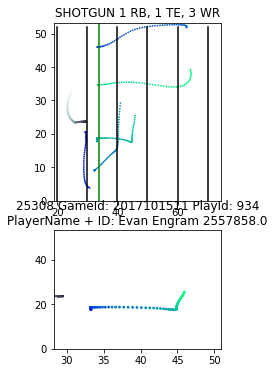 SHOTGUN 1 RB, 1 TE, 3 WR
50
40
30
20
10
0
20 40 60
25308 GameId: 2017101521 PlayId: 934
PlayerName + ID: Evan Engram 2557858.0
40
20
0
30 35 40 45 50